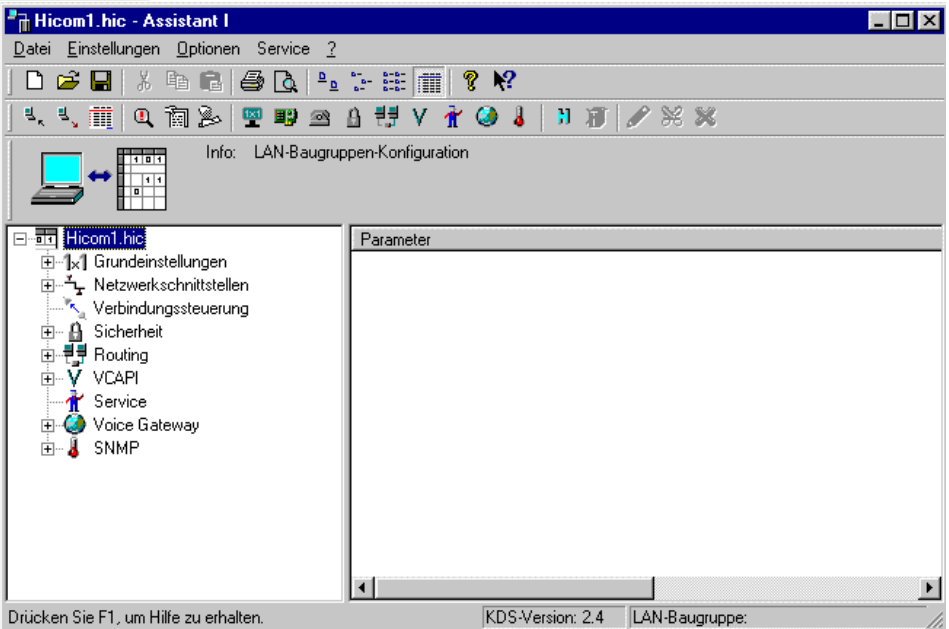 Hicom1.hic - Assistant I
Datei Einstellungen Optionen Service ?
Info: LAN-Baugruppen-Konfiguration
Hicom1.hic
Parameter
Grundeinstellungen
Netzwerkschnittstellen
Verbindungssteuerung
Sicherheit
Routing
VCAPI
Service
Voice Gateway
SNMP
Drücken Sie F1, um Hilfe zu erhalten. KDS-Version: 2.4 LAN-Baugruppe: